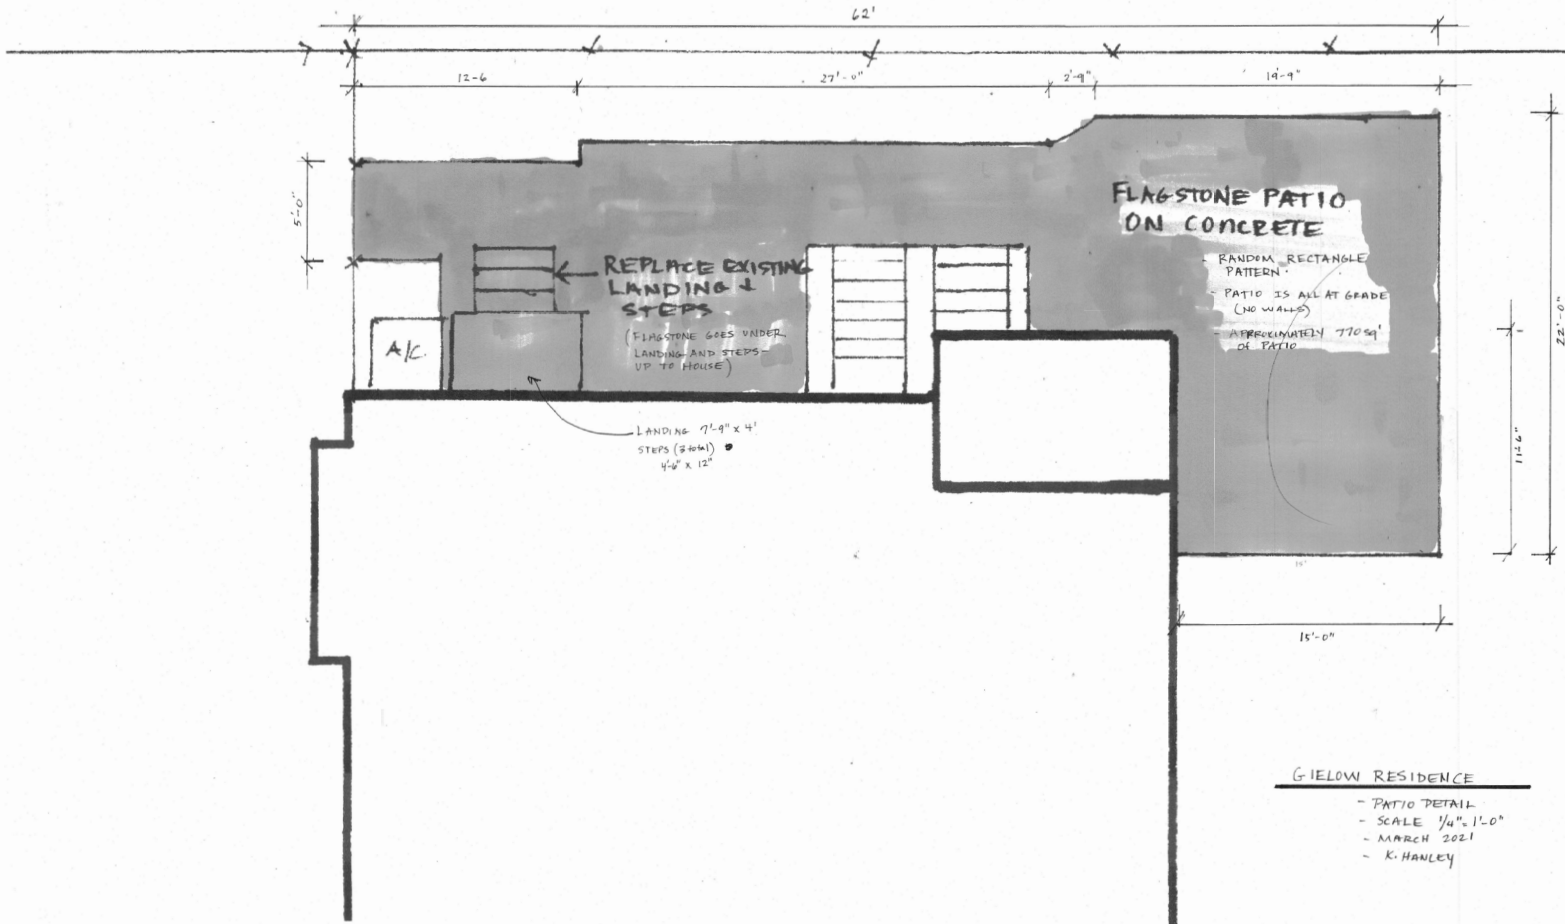 62'
12-6
27'-0"
2'-9"
14'-9"
5'-0"
FLAGSTONE PATIO
ON CONCRETE
- RANDOM RECTANGLE
PATTERN.
- PATIO IS ALL AT GRADE
(NO WALLS)
- APPROXIMATELY 770 SQ'
OF PATIO
22'-0"
REPLACE EXISTING
LANDING &
STEPS
(FLAGSTONE GOES UNDER
LANDING AND STEPS-
UP TO HOUSE)
A/C.
LANDING 7'-9" x 4'
STEPS (3 total)
4'-6" x 12"
11'-6"
15'
15'-0"
GIELOW RESIDENCE
- PATIO DETAIL
- SCALE 1/4"=1'-0"
- MARCH 2021
- K. HANLEY